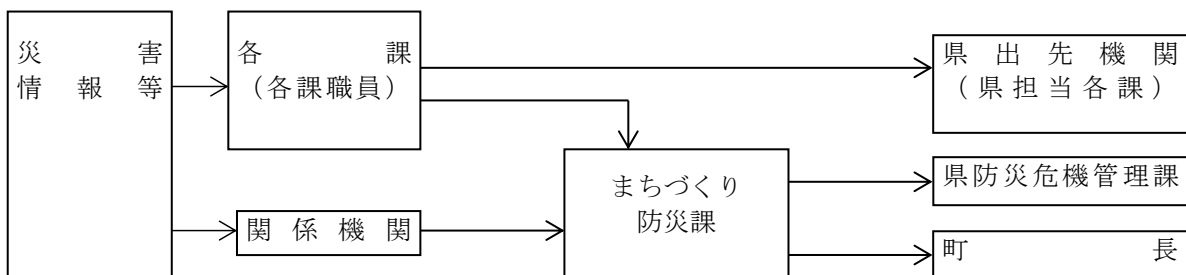 災害
情報等
各課
（各課職員）
県出先機関
（県担当各課）
まちづくり
防災課
県防災危機管理課
関係機関
町長